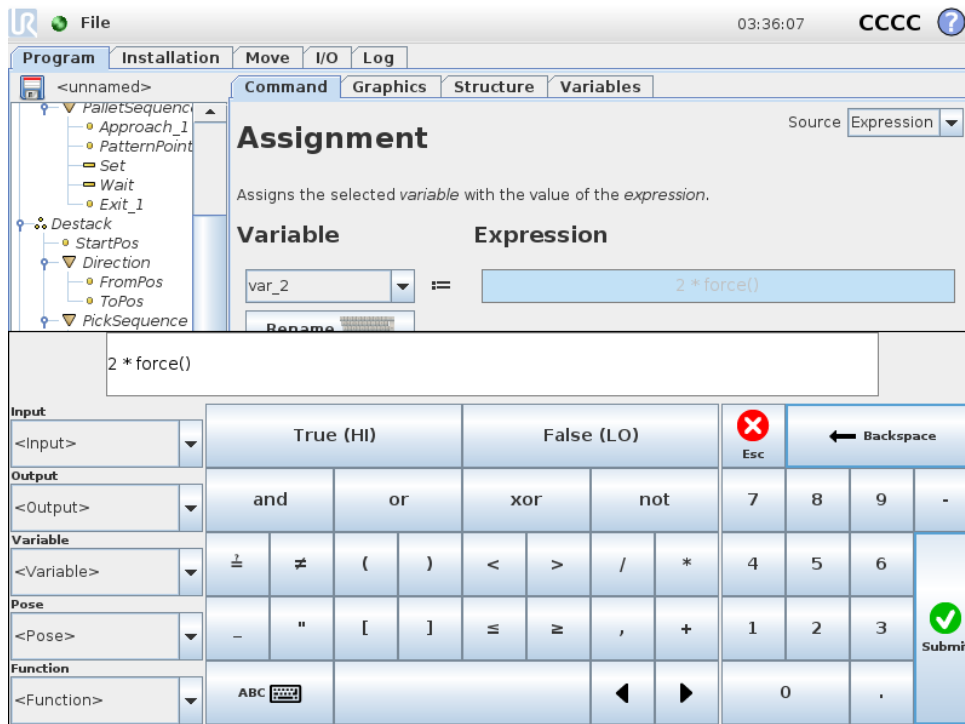 UR File 03:36:07 CCCC ?
Program Installation Move I/O Log
<unnamed> Command Graphics Structure Variables
PalletSequence
Approach_1
PatternPoint
Set
Wait
Exit_1
Destack
StartPos
Direction
FromPos
ToPos
PickSequence
Source Expression
Assignment
Assigns the selected variable with the value of the expression.
Variable Expression
var_2 := 2 * force()
Rename
2 * force()
Input
<Input>
Output
<Output>
Variable
<Variable>
Pose
<Pose>
Function
<Function>
True (HI) False (LO) Esc Backspace
and or xor not 7 8 9 -
≟ ≠ ( ) < > / * 4 5 6
_ " [ ] ≤ ≥ , + 1 2 3 Submit
ABC 0 .